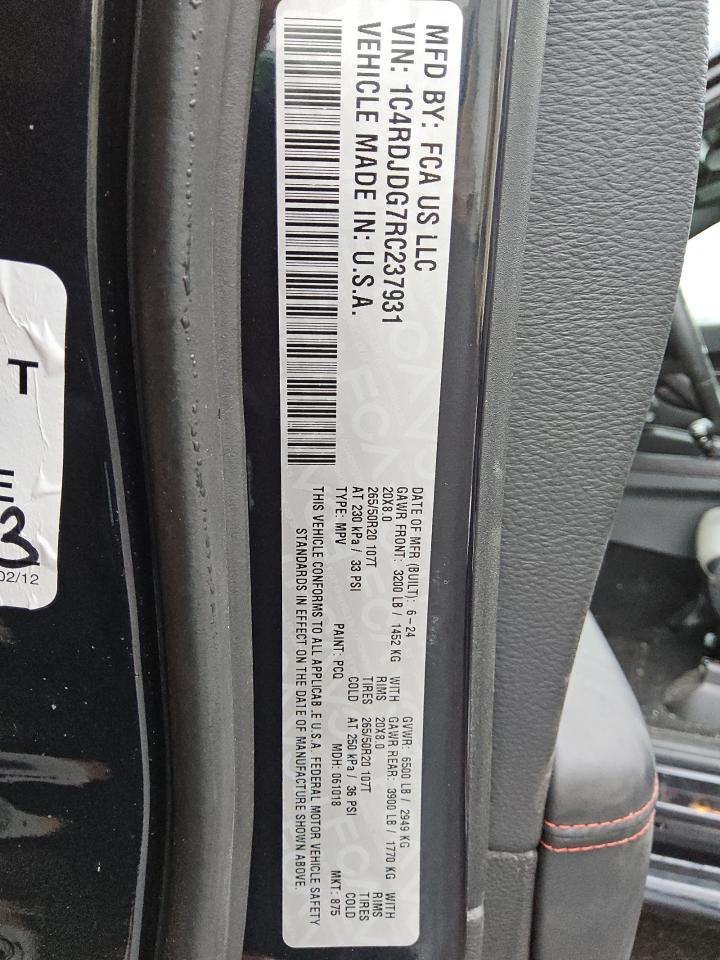 MFD BY: FCA US LLC
VIN: 1C4RDJDG7RC237931
VEHICLE MADE IN: U.S.A.
DATE OF MFR (BUILT): 6-24 GVWR: 6500 LB / 2949 KG
GAWR FRONT: 3200 LB / 1452 KG WITH GAWR REAR: 3900 LB / 1770 KG WITH
20X8.0 RIMS 20X8.0 RIMS
265/50R20 107T TIRES 265/50R20 107T TIRES
AT 230 kPa / 33 PSI COLD AT 250 kPa / 36 PSI COLD
TYPE: MPV PAINT: PCQ MDH: 061018 MKT: 875
THIS VEHICLE CONFORMS TO ALL APPLICABLE U.S.A. FEDERAL MOTOR VEHICLE SAFETY
STANDARDS IN EFFECT ON THE DATE OF MANUFACTURE SHOWN ABOVE.
T
02/12